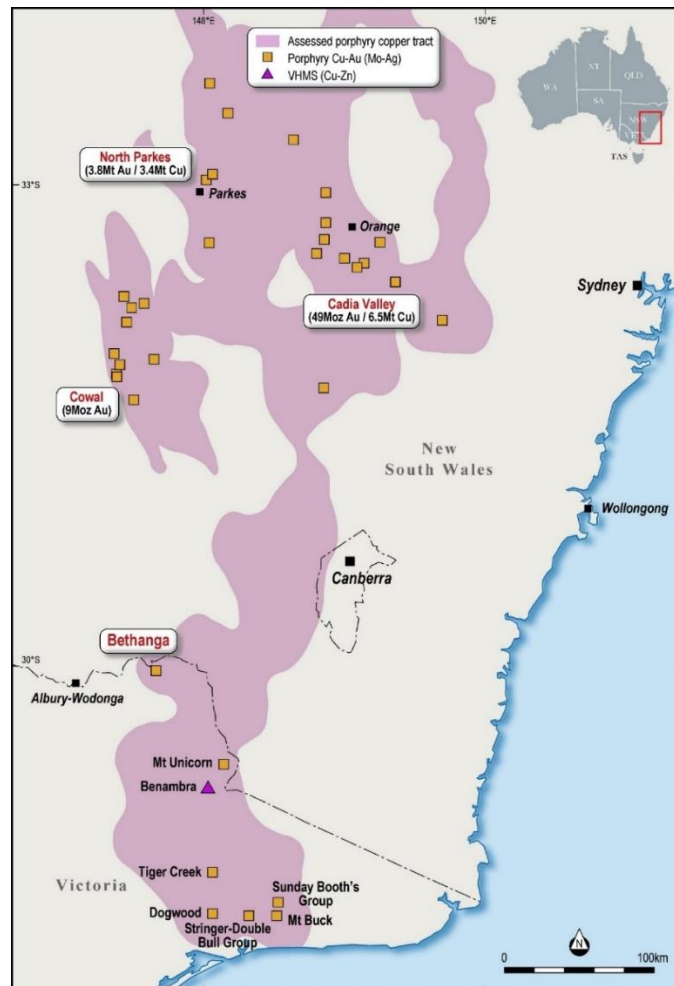 148°E
150°E
Assessed porphyry copper tract
Porphyry Cu-Au (Mo-Ag)
VHMS (Cu-Zn)
NT
QLD
WA
SA
NSW
VIC
TAS
North Parkes
(3.8Mt Au / 3.4Mt Cu)
33°S
Parkes
Orange
Sydney
Cadia Valley
(49Moz Au / 6.5Mt Cu)
Cowal
(9Moz Au)
New
South Wales
Wollongong
Canberra
Bethanga
30°S
Albury-Wodonga
Mt Unicorn
Benambra
Tiger Creek
Victoria
Sunday Booth's
Group
Dogwood
Mt Buck
Stringer-Double
Bull Group
N
0
100km